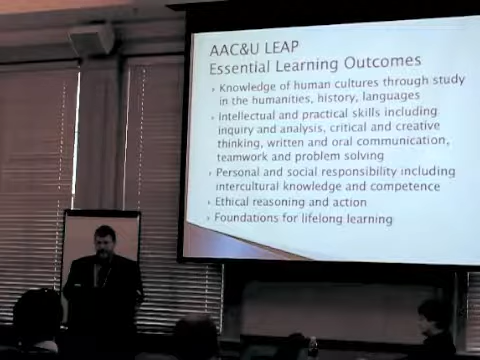 AAC&U LEAP
Essential Learning Outcomes
› Knowledge of human cultures through study
in the humanities, history, languages
› Intellectual and practical skills including
inquiry and analysis, critical and creative
thinking, written and oral communication,
teamwork and problem solving
› Personal and social responsibility including
intercultural knowledge and competence
› Ethical reasoning and action
› Foundations for lifelong learning